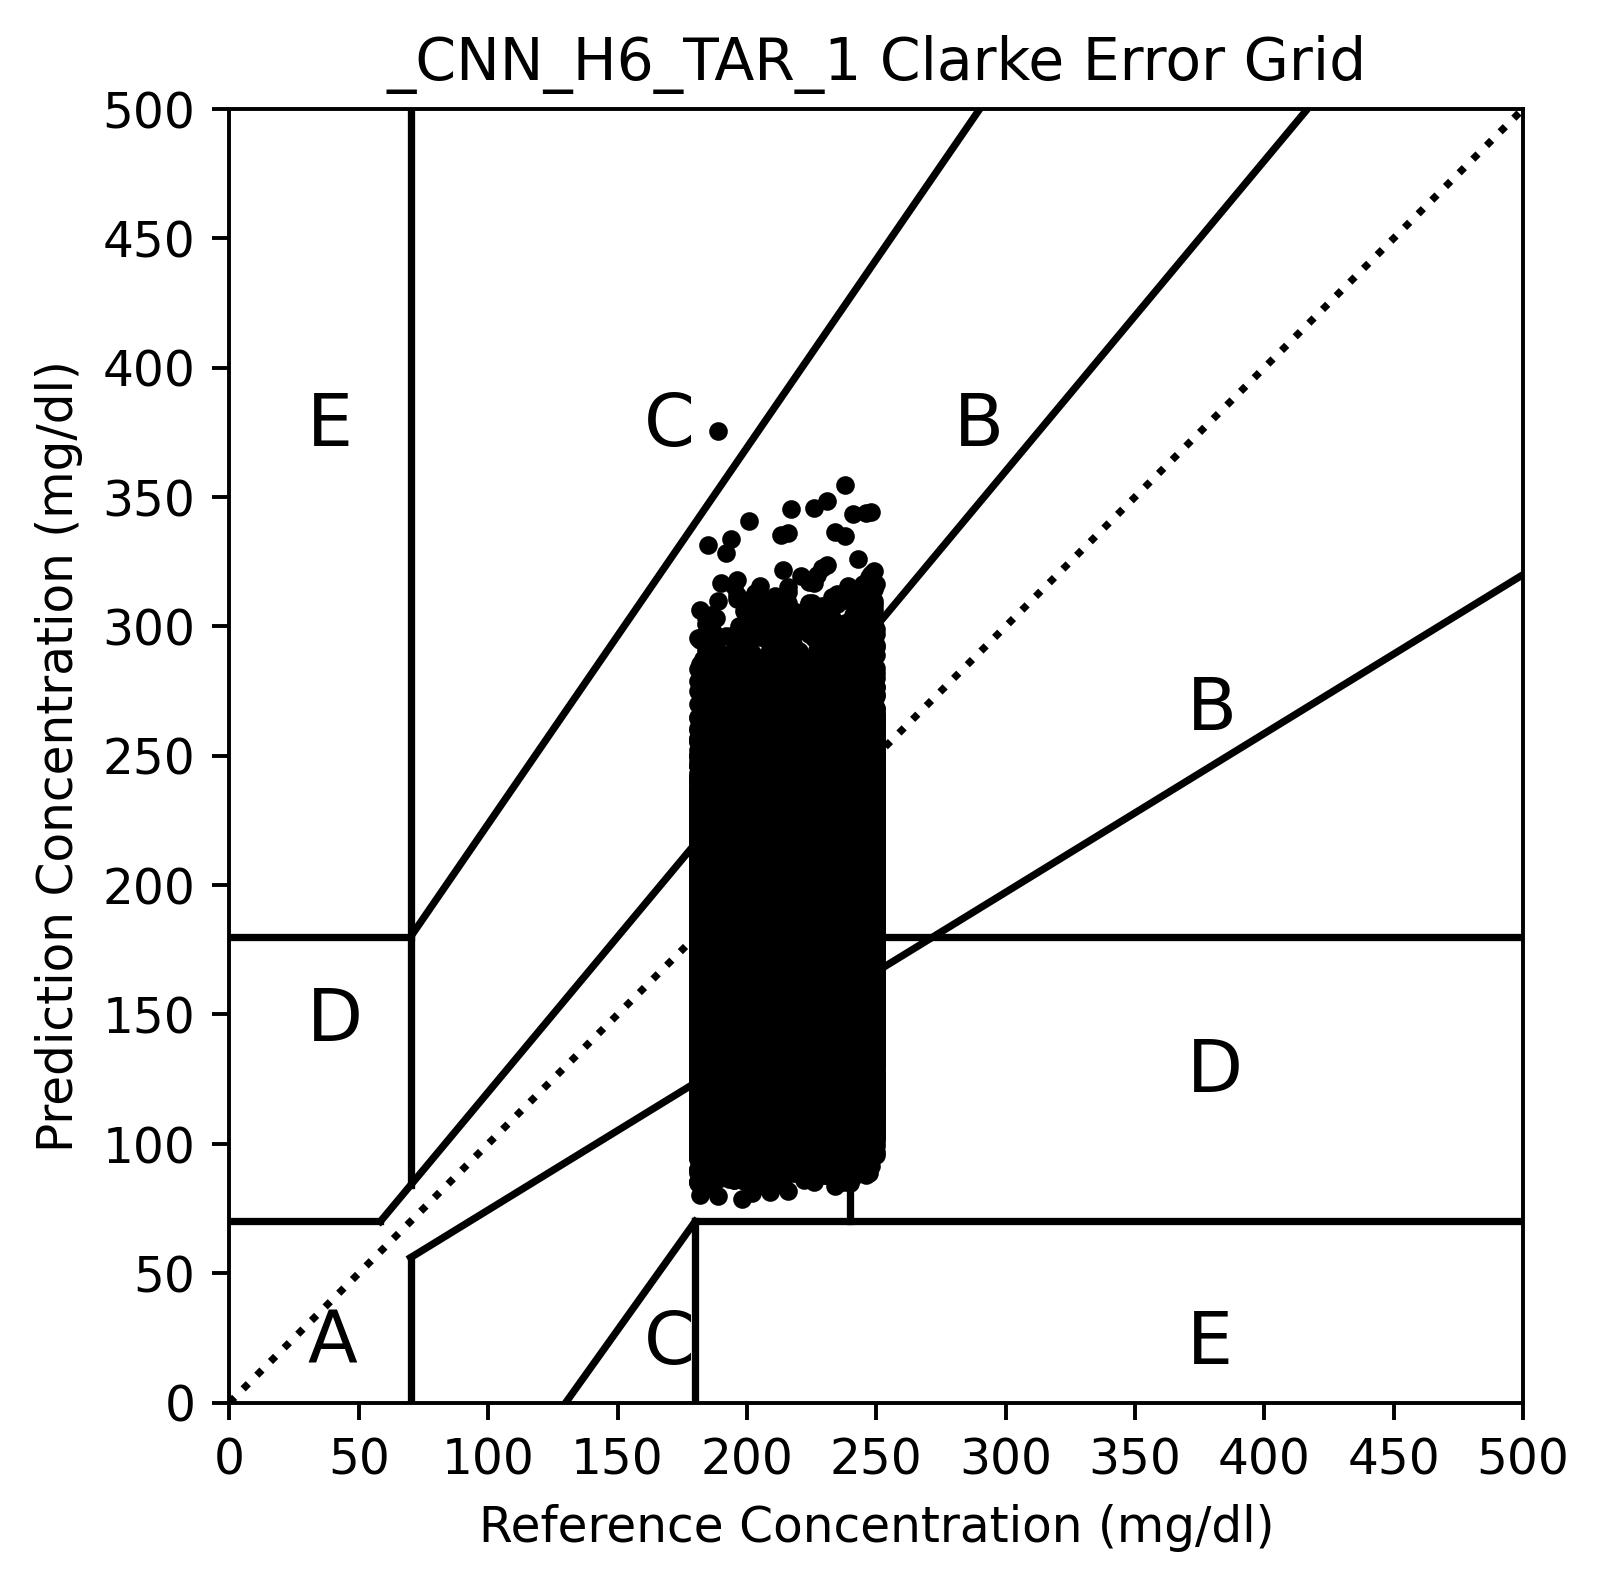 _CNN_H6_TAR_1 Clarke Error Grid
500
450
400
350
300
250
200
150
100
50
0
Prediction Concentration (mg/dl)
E
C
B
B
D
D
A
C
E
0 50 100 150 200 250 300 350 400 450 500
Reference Concentration (mg/dl)